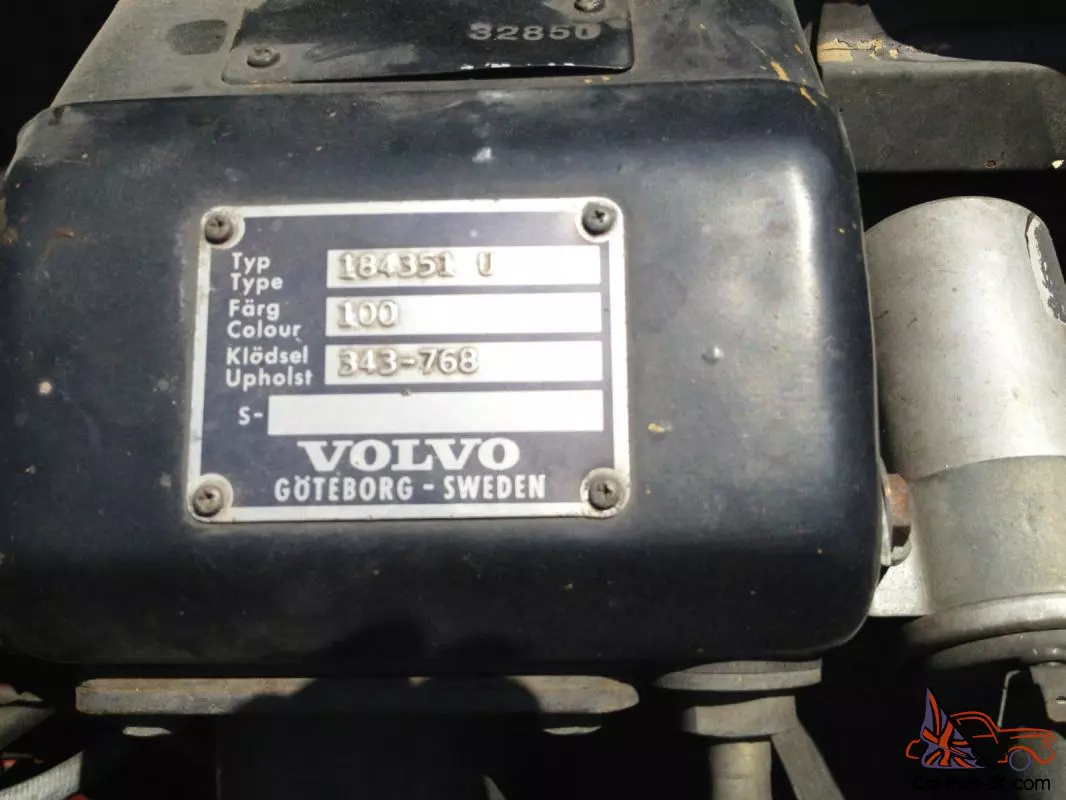 32850
Typ
Type
184351 U
Färg
Colour
100
Klödsel
Upholst
343-768
S-
VOLVO
GÖTEBORG - SWEDEN